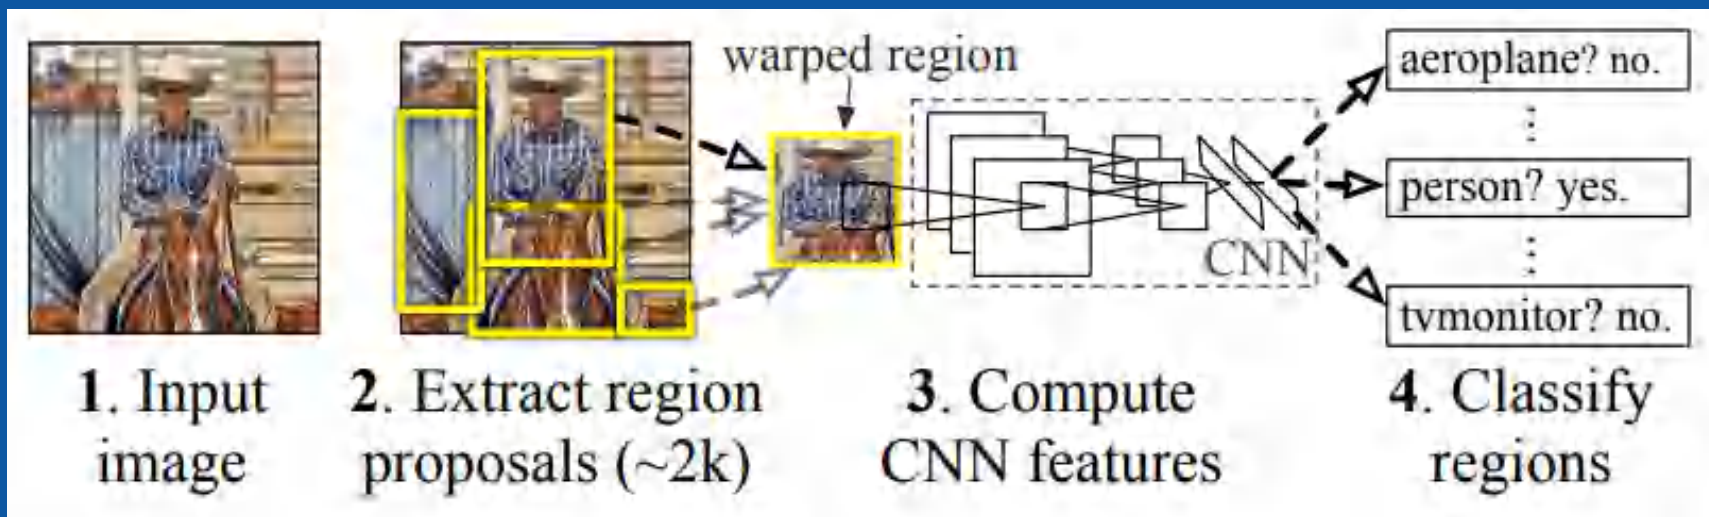 warped region
aeroplane? no.
person? yes.
CNN
tvmonitor? no.
1. Input
image
2. Extract region
proposals (~2k)
3. Compute
CNN features
4. Classify
regions